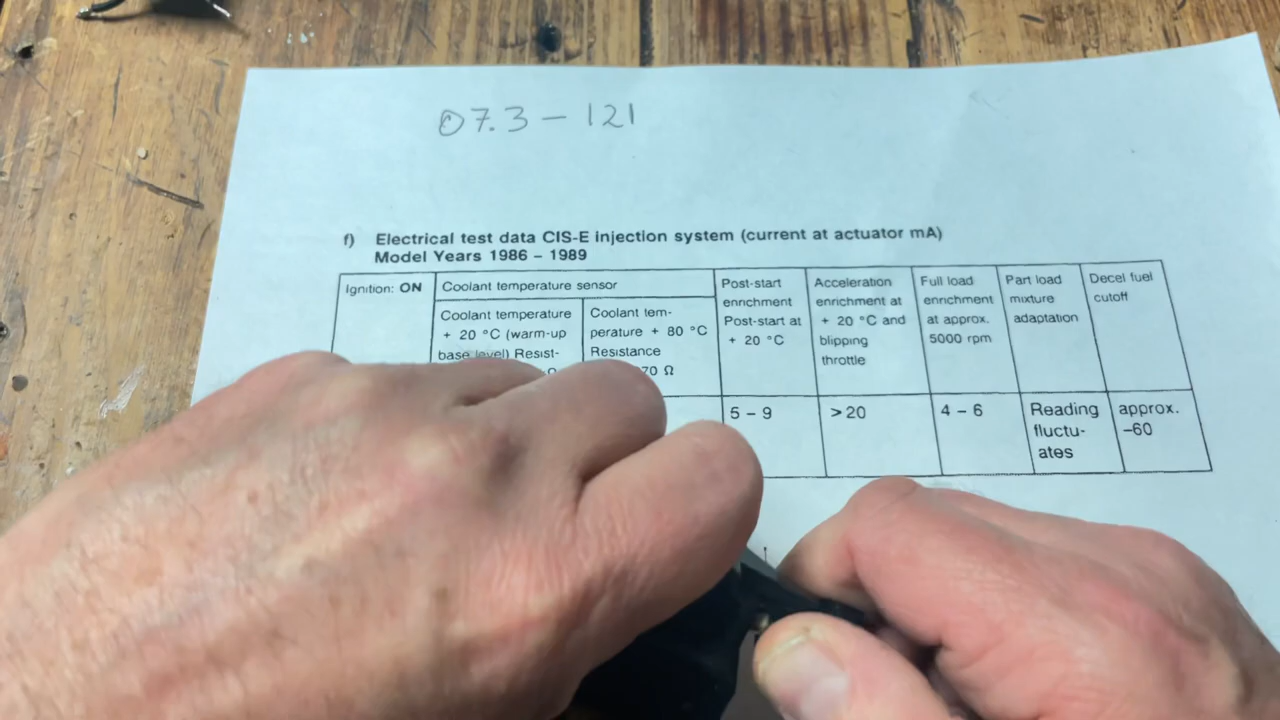 07.3 - 121
f) Electrical test data CIS-E injection system (current at actuator mA)
Model Years 1986 – 1989
Ignition: ON
Coolant temperature sensor
Coolant temperature
+ 20 °C (warm-up
base level) Resist-
Coolant tem-
perature + 80 °C
Resistance
70 Ω
Post-start
enrichment
Post-start at
+ 20 °C
Acceleration
enrichment at
+ 20 °C and
blipping
throttle
Full load
enrichment
at approx.
5000 rpm
Part load
mixture
adaptation
Decel fuel
cutoff
5 – 9
>20
4 – 6
Reading
fluctu-
ates
approx.
–60